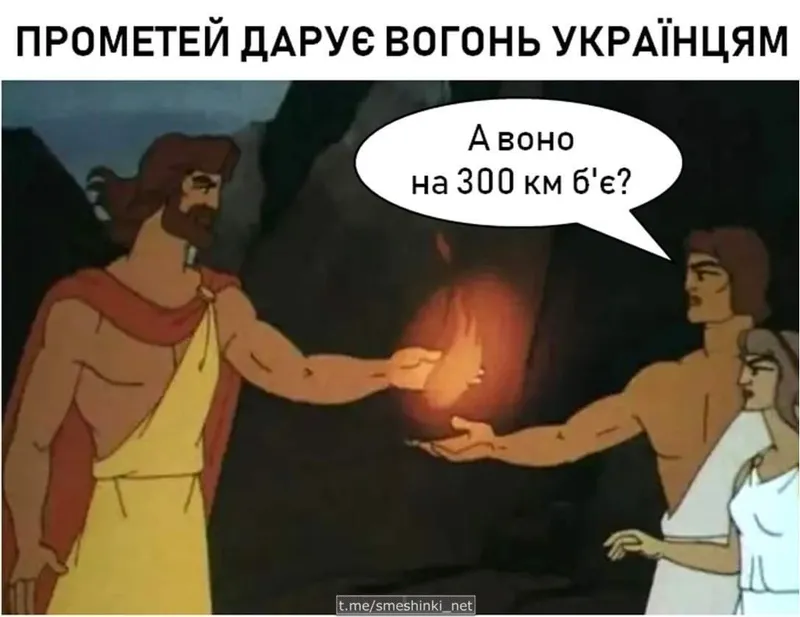 ПРОМЕТЕЙ ДАРУЄ ВОГОНЬ УКРАЇНЦЯМ
А воно
на 300 км б'є?
t.me/smeshinki_net